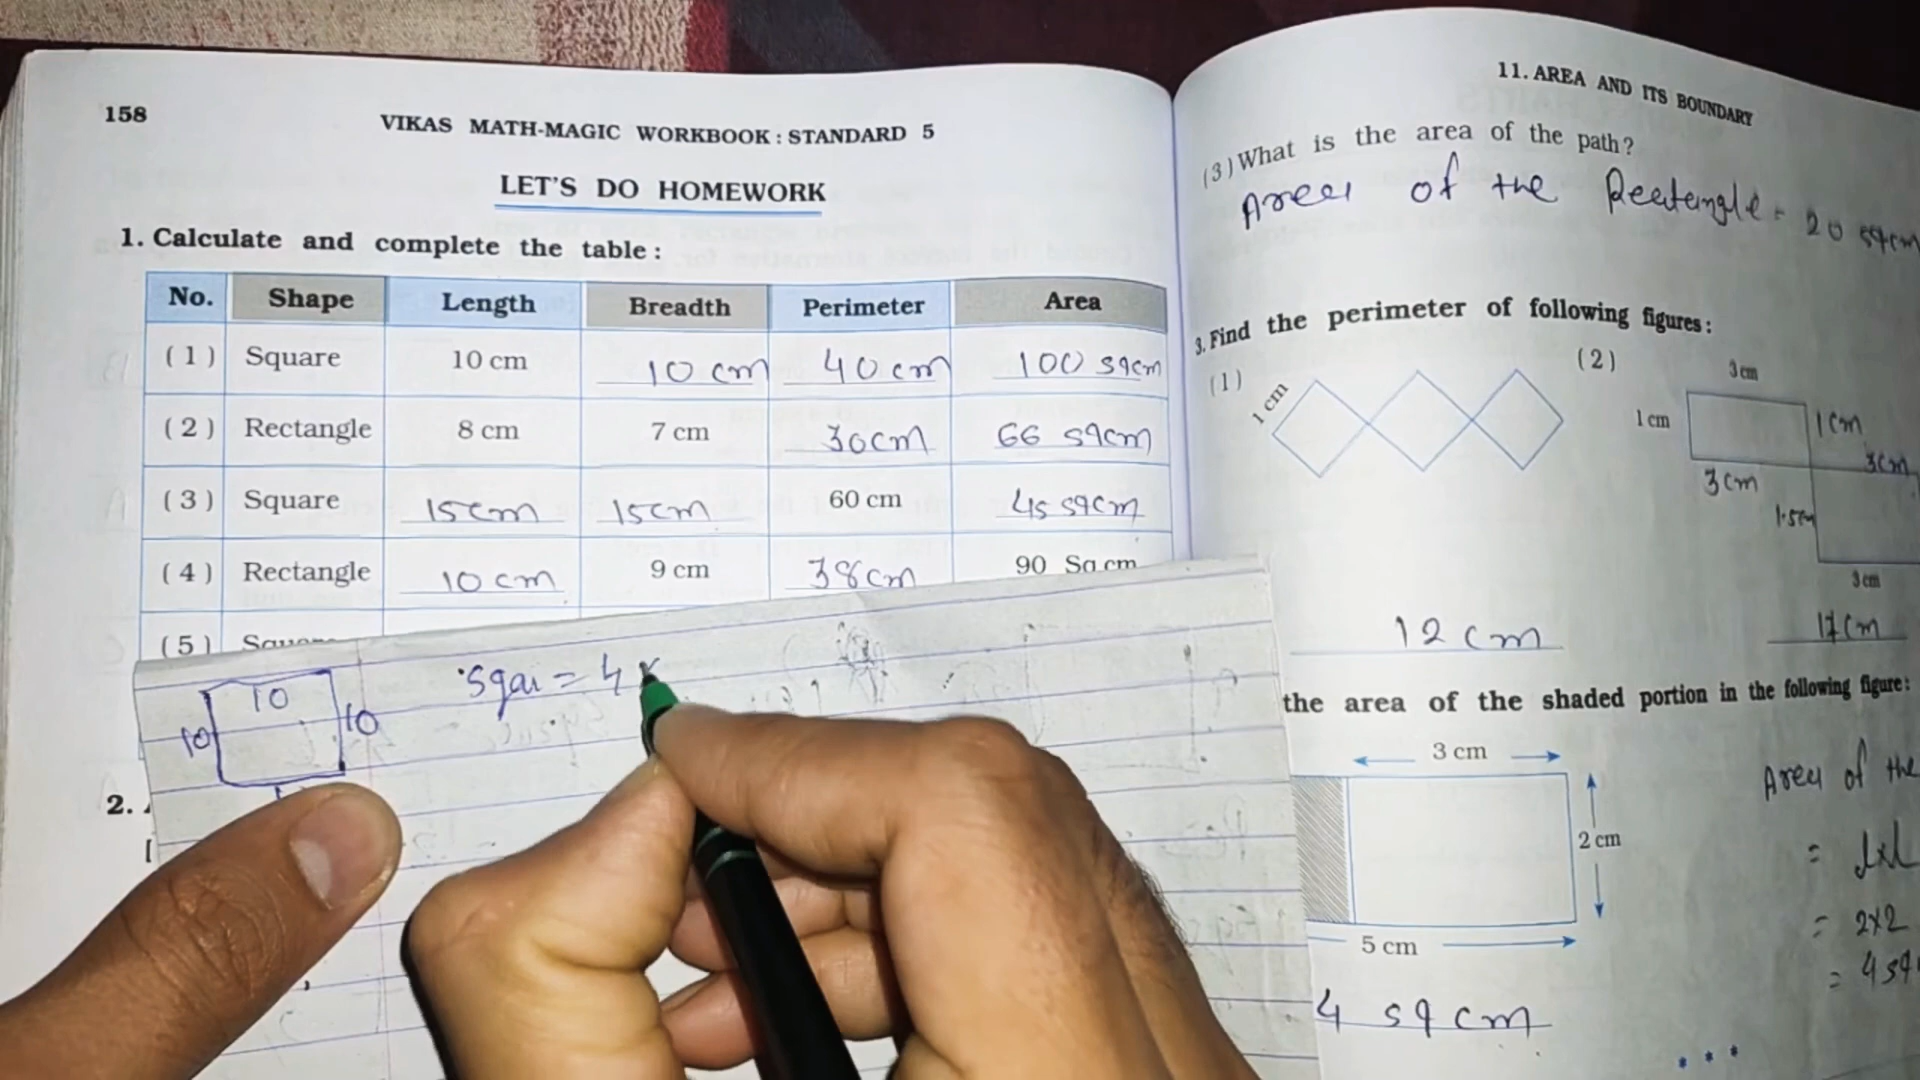 158
VIKAS MATH-MAGIC WORKBOOK : STANDARD 5
LET'S DO HOMEWORK
1. Calculate and complete the table :
No. Shape Length Breadth Perimeter Area
(1) Square 10 cm 10 cm 40 cm 100 sqcm
(2) Rectangle 8 cm 7 cm 30cm 66 sqcm
(3) Square 15cm 15cm 60 cm 45 sqcm
(4) Rectangle 10 cm 9 cm 38cm 90 Sq cm
(5)
10
10 10
= 4 x
2.
11. AREA AND ITS BOUNDARY
(3) What is the area of the path?
Area of the Rectangle = 20 sqcm
3. Find the perimeter of following figures :
(1) (2)
1 cm
3 cm
1 cm 1cm
3cm 3cm
1.5cm
3 cm
12 cm 17cm
the area of the shaded portion in the following figure:
3 cm
2 cm
5 cm
Area of the
= lxl
= 2x2
= 4 sq
4 sqcm
* * *